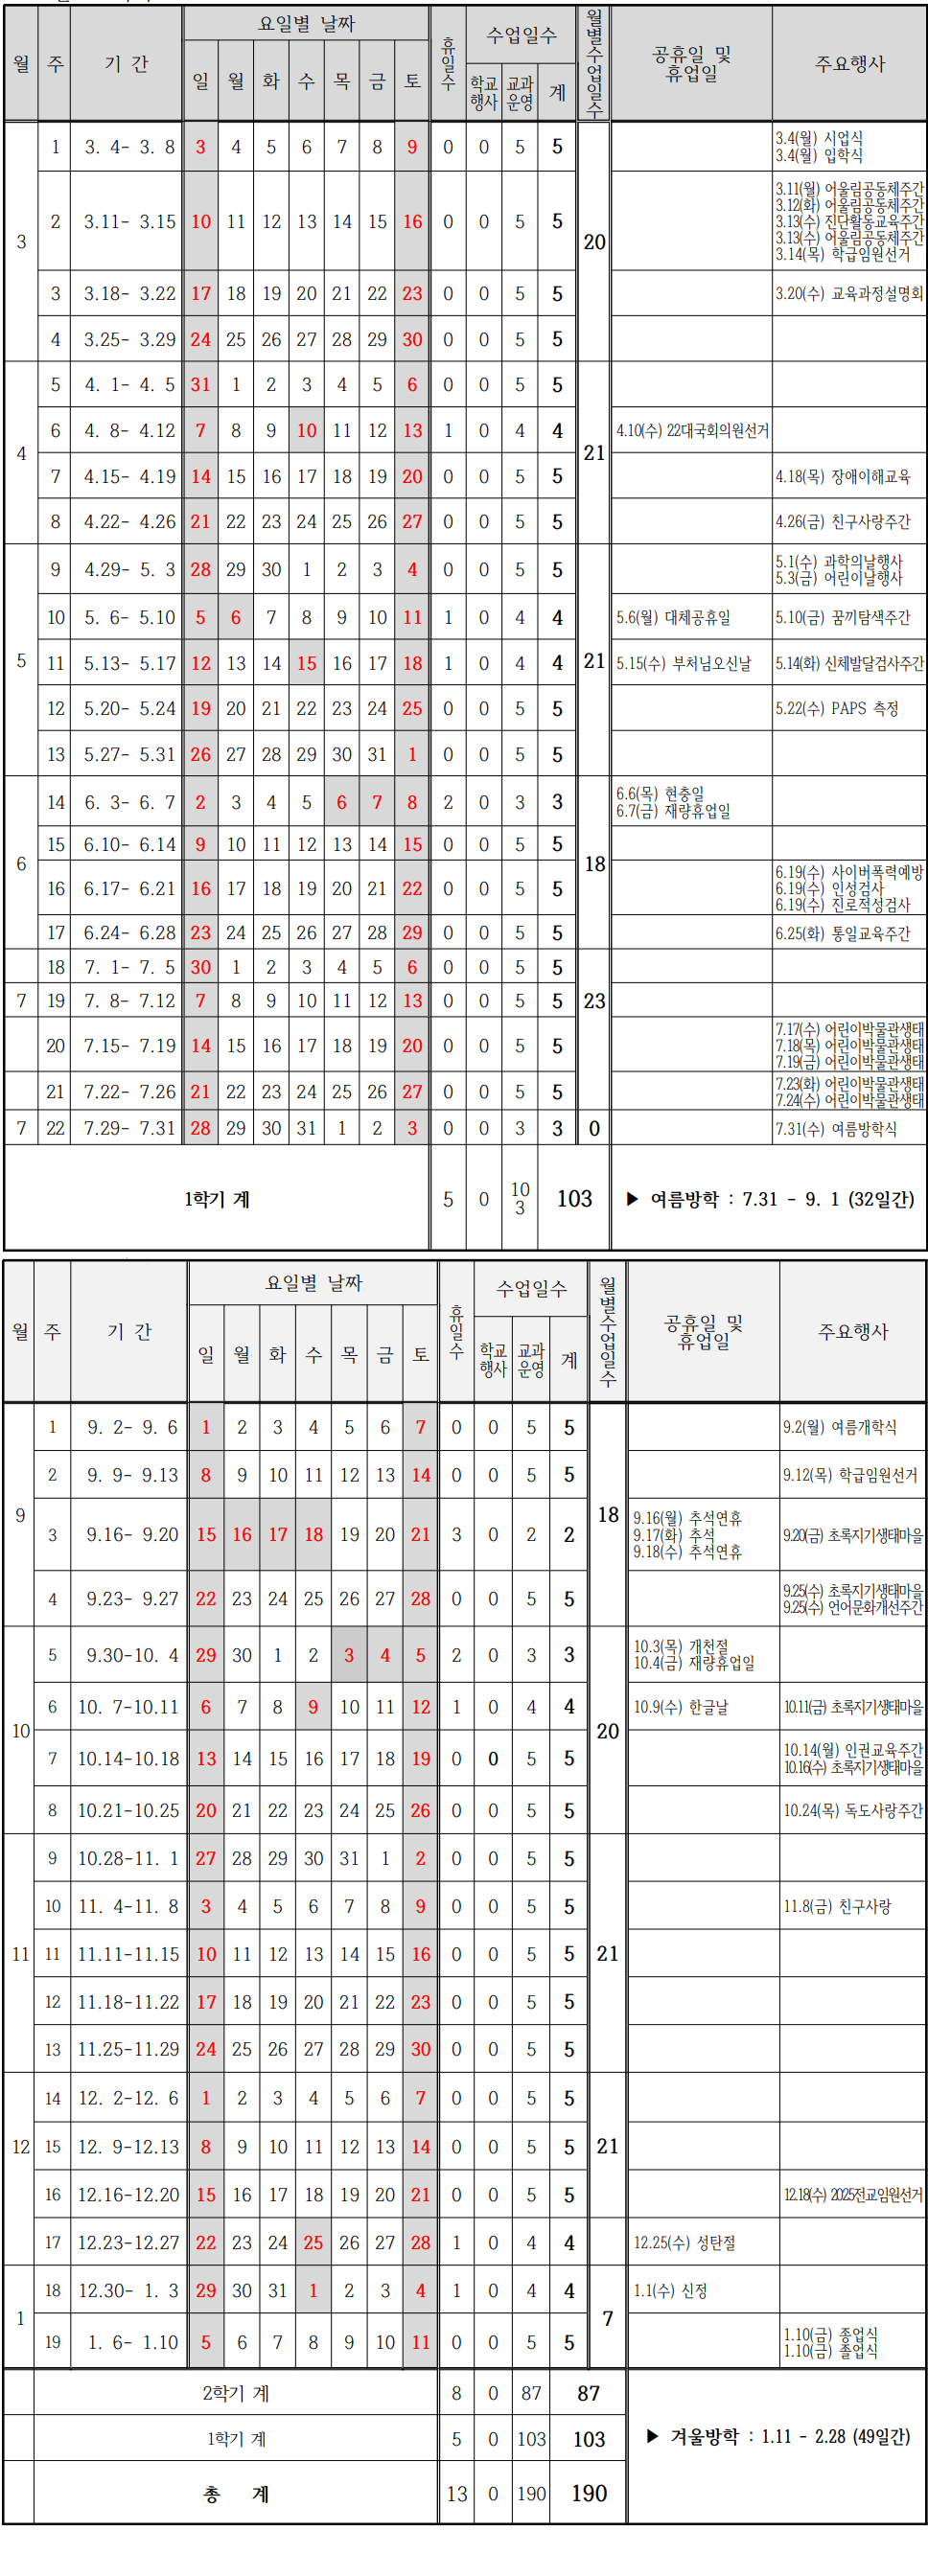 월 주 기 간 요일별 날짜 휴일수 수업일수 월별수업일수 공휴일 및 휴업일 주요행사
일 월 화 수 목 금 토 학교행사 교과운영 계
3 20
1 3. 4- 3. 8 3 4 5 6 7 8 9 0 0 5 5 3.4(월) 시업식
3.4(월) 입학식
2 3.11- 3.15 10 11 12 13 14 15 16 0 0 5 5 3.11(월) 어울림공동체주간
3.12(화) 어울림공동체주간
3.13(수) 진단활동교육주간
3.13(수) 어울림공동체주간
3.14(목) 학급임원선거
3 3.18- 3.22 17 18 19 20 21 22 23 0 0 5 5 3.20(수) 교육과정설명회
4 3.25- 3.29 24 25 26 27 28 29 30 0 0 5 5
4 21
5 4. 1- 4. 5 31 1 2 3 4 5 6 0 0 5 5
6 4. 8- 4.12 7 8 9 10 11 12 13 1 0 4 4 4.10(수) 22대국회의원선거
7 4.15- 4.19 14 15 16 17 18 19 20 0 0 5 5 4.18(목) 장애이해교육
8 4.22- 4.26 21 22 23 24 25 26 27 0 0 5 5 4.26(금) 친구사랑주간
5 21
9 4.29- 5. 3 28 29 30 1 2 3 4 0 0 5 5 5.1(수) 과학의날행사
5.3(금) 어린이날행사
10 5. 6- 5.10 5 6 7 8 9 10 11 1 0 4 4 5.6(월) 대체공휴일 5.10(금) 꿈끼탐색주간
11 5.13- 5.17 12 13 14 15 16 17 18 1 0 4 4 5.15(수) 부처님오신날 5.14(화) 신체발달검사주간
12 5.20- 5.24 19 20 21 22 23 24 25 0 0 5 5 5.22(수) PAPS 측정
13 5.27- 5.31 26 27 28 29 30 31 1 0 0 5 5
6 18
14 6. 3- 6. 7 2 3 4 5 6 7 8 2 0 3 3 6.6(목) 현충일
6.7(금) 재량휴업일
15 6.10- 6.14 9 10 11 12 13 14 15 0 0 5 5
16 6.17- 6.21 16 17 18 19 20 21 22 0 0 5 5 6.19(수) 사이버폭력예방
6.19(수) 인성검사
6.19(수) 진로적성검사
17 6.24- 6.28 23 24 25 26 27 28 29 0 0 5 5 6.25(화) 통일교육주간
18 7. 1- 7. 5 30 1 2 3 4 5 6 0 0 5 5
7 19 7. 8- 7.12 7 8 9 10 11 12 13 0 0 5 5 23
20 7.15- 7.19 14 15 16 17 18 19 20 0 0 5 5 7.17(수) 어린이박물관생태
7.18(목) 어린이박물관생태
7.19(금) 어린이박물관생태
21 7.22- 7.26 21 22 23 24 25 26 27 0 0 5 5 7.23(화) 어린이박물관생태
7.24(수) 어린이박물관생태
7 22 7.29- 7.31 28 29 30 31 1 2 3 0 0 3 3 0 7.31(수) 여름방학식
1학기 계 5 0 103 103 ▶ 여름방학 : 7.31 - 9. 1 (32일간)
월 주 기 간 요일별 날짜 휴일수 수업일수 월별수업일수 공휴일 및 휴업일 주요행사
일 월 화 수 목 금 토 학교행사 교과운영 계
9 18
1 9. 2- 9. 6 1 2 3 4 5 6 7 0 0 5 5 9.2(월) 여름개학식
2 9. 9- 9.13 8 9 10 11 12 13 14 0 0 5 5 9.12(목) 학급임원선거
3 9.16- 9.20 15 16 17 18 19 20 21 3 0 2 2 9.16(월) 추석연휴
9.17(화) 추석
9.18(수) 추석연휴
9.20(금) 초록지기생태마을
4 9.23- 9.27 22 23 24 25 26 27 28 0 0 5 5 9.25(수) 초록지기생태마을
9.25(수) 언어문화개선주간
10 20
5 9.30-10. 4 29 30 1 2 3 4 5 2 0 3 3 10.3(목) 개천절
10.4(금) 재량휴업일
6 10. 7-10.11 6 7 8 9 10 11 12 1 0 4 4 10.9(수) 한글날 10.11(금) 초록지기생태마을
7 10.14-10.18 13 14 15 16 17 18 19 0 0 5 5 10.14(월) 인권교육주간
10.16(수) 초록지기생태마을
8 10.21-10.25 20 21 22 23 24 25 26 0 0 5 5 10.24(목) 독도사랑주간
11 21
9 10.28-11. 1 27 28 29 30 31 1 2 0 0 5 5
10 11. 4-11. 8 3 4 5 6 7 8 9 0 0 5 5 11.8(금) 친구사랑
11 11.11-11.15 10 11 12 13 14 15 16 0 0 5 5
12 11.18-11.22 17 18 19 20 21 22 23 0 0 5 5
13 11.25-11.29 24 25 26 27 28 29 30 0 0 5 5
12 21
14 12. 2-12. 6 1 2 3 4 5 6 7 0 0 5 5
15 12. 9-12.13 8 9 10 11 12 13 14 0 0 5 5
16 12.16-12.20 15 16 17 18 19 20 21 0 0 5 5 12.18(수) 2025전교임원선거
17 12.23-12.27 22 23 24 25 26 27 28 1 0 4 4 12.25(수) 성탄절
1 7
18 12.30- 1. 3 29 30 31 1 2 3 4 1 0 4 4 1.1(수) 신정
19 1. 6- 1.10 5 6 7 8 9 10 11 0 0 5 5 1.10(금) 종업식
1.10(금) 졸업식
2학기 계 8 0 87 87
1학기 계 5 0 103 103 ▶ 겨울방학 : 1.11 - 2.28 (49일간)
총 계 13 0 190 190